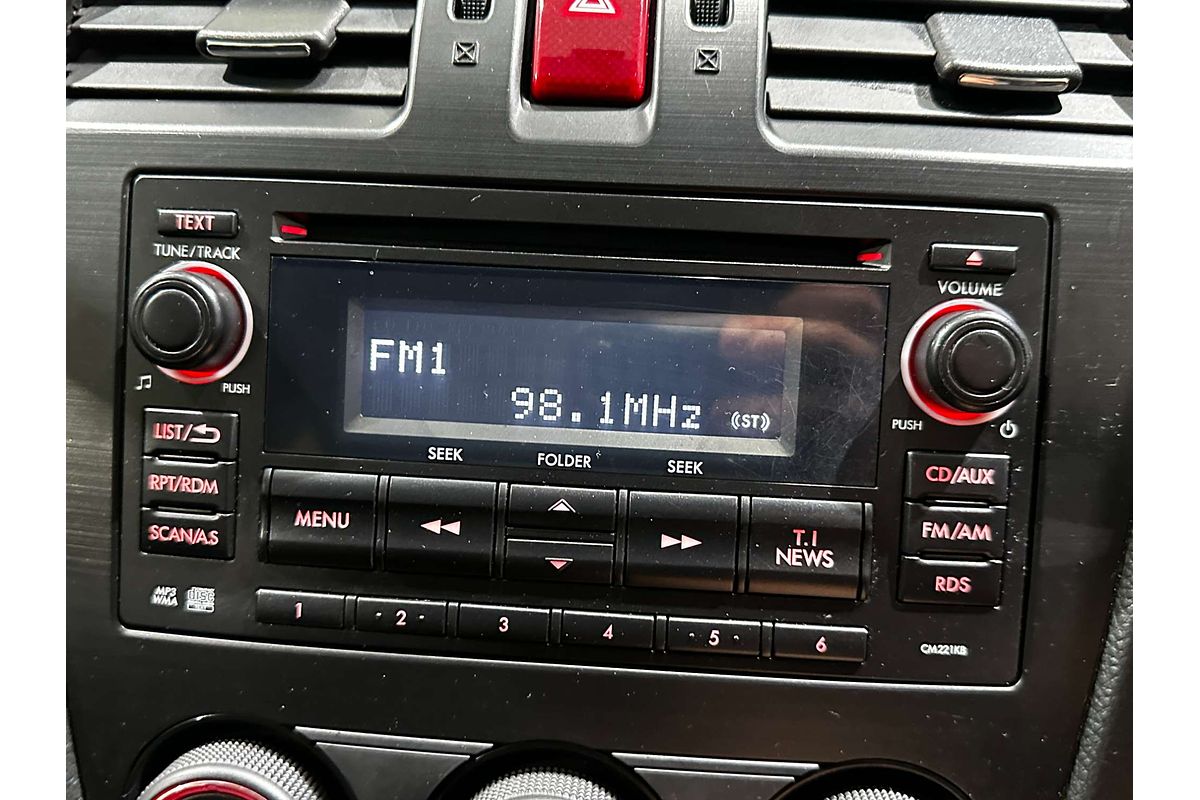 TEXT
TUNE/TRACK
VOLUME
FM1
98.1MHz
((ST))
PUSH
PUSH
SEEK
FOLDER
SEEK
LIST/
RPT/RDM
SCAN/A.S
MENU
T.I
NEWS
CD/AUX
FM/AM
RDS
MP3
WMA
disc
1
2
3
4
5
6
CM221KB